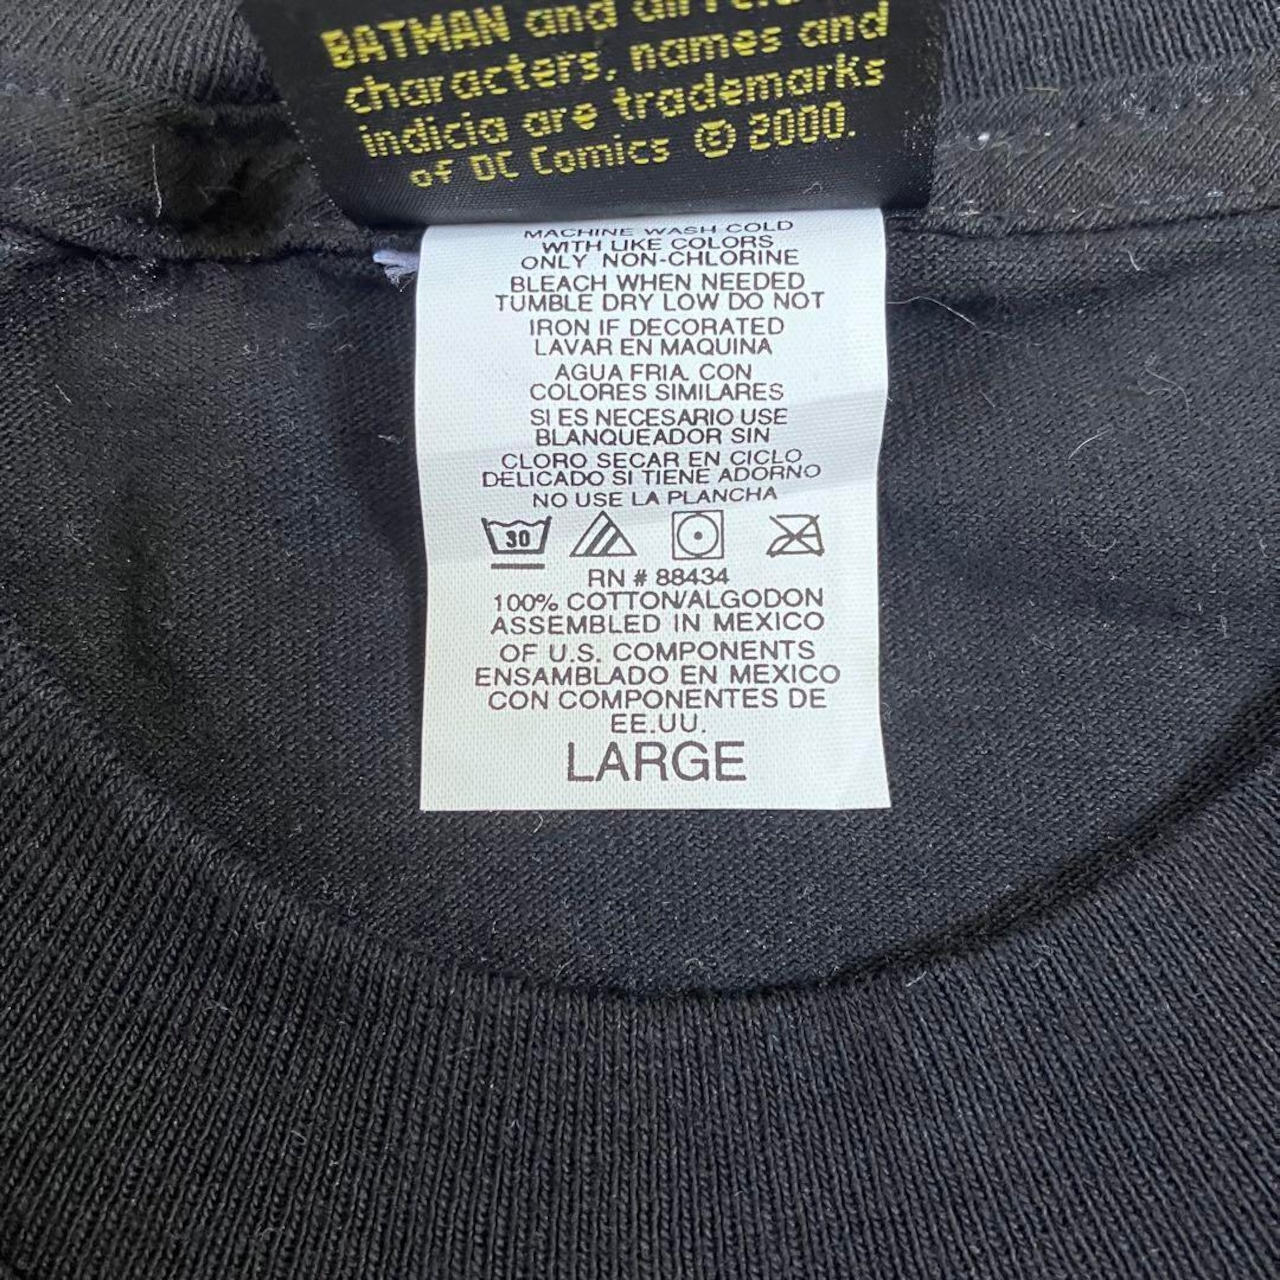 BATMAN and all
characters, names and
indicia are trademarks
of DC Comics © 2000.
MACHINE WASH COLD
WITH LIKE COLORS
ONLY NON-CHLORINE
BLEACH WHEN NEEDED
TUMBLE DRY LOW DO NOT
IRON IF DECORATED
LAVAR EN MAQUINA
AGUA FRIA. CON
COLORES SIMILARES
SI ES NECESARIO USE
BLANQUEADOR SIN
CLORO SECAR EN CICLO
DELICADO SI TIENE ADORNO
NO USE LA PLANCHA
30
RN # 88434
100% COTTON/ALGODON
ASSEMBLED IN MEXICO
OF U.S. COMPONENTS
ENSAMBLADO EN MEXICO
CON COMPONENTES DE
EE.UU.
LARGE